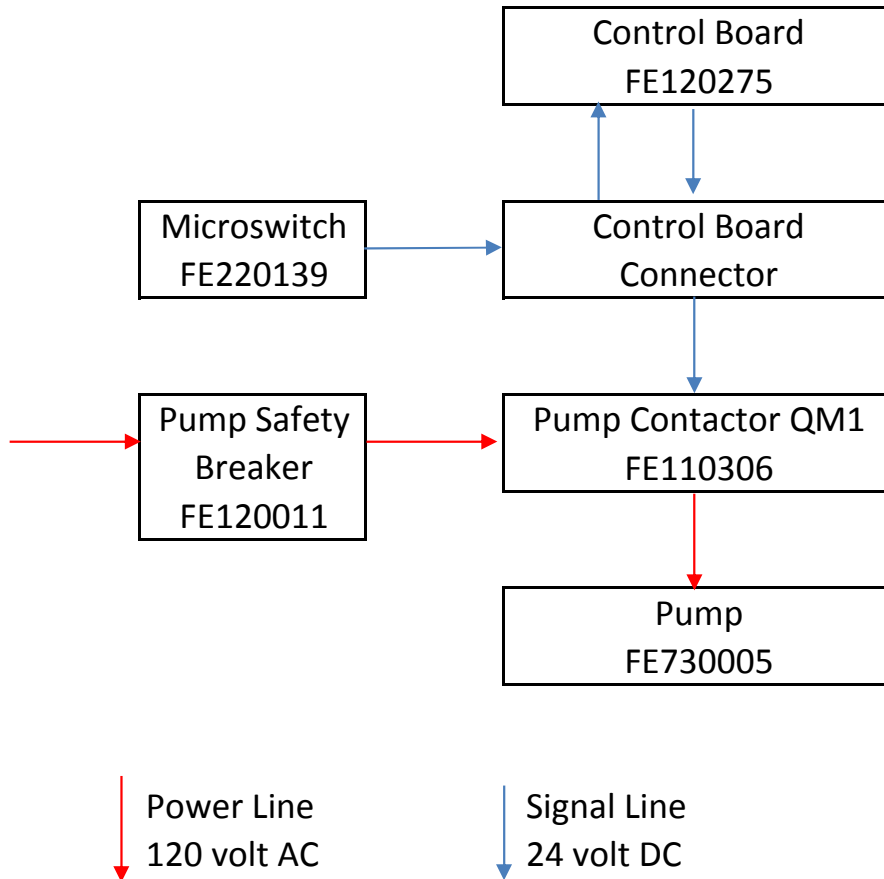 Control Board
FE120275
Microswitch
FE220139
Control Board
Connector
Pump Safety
Breaker
FE120011
Pump Contactor QM1
FE110306
Pump
FE730005
Power Line
120 volt AC
Signal Line
24 volt DC